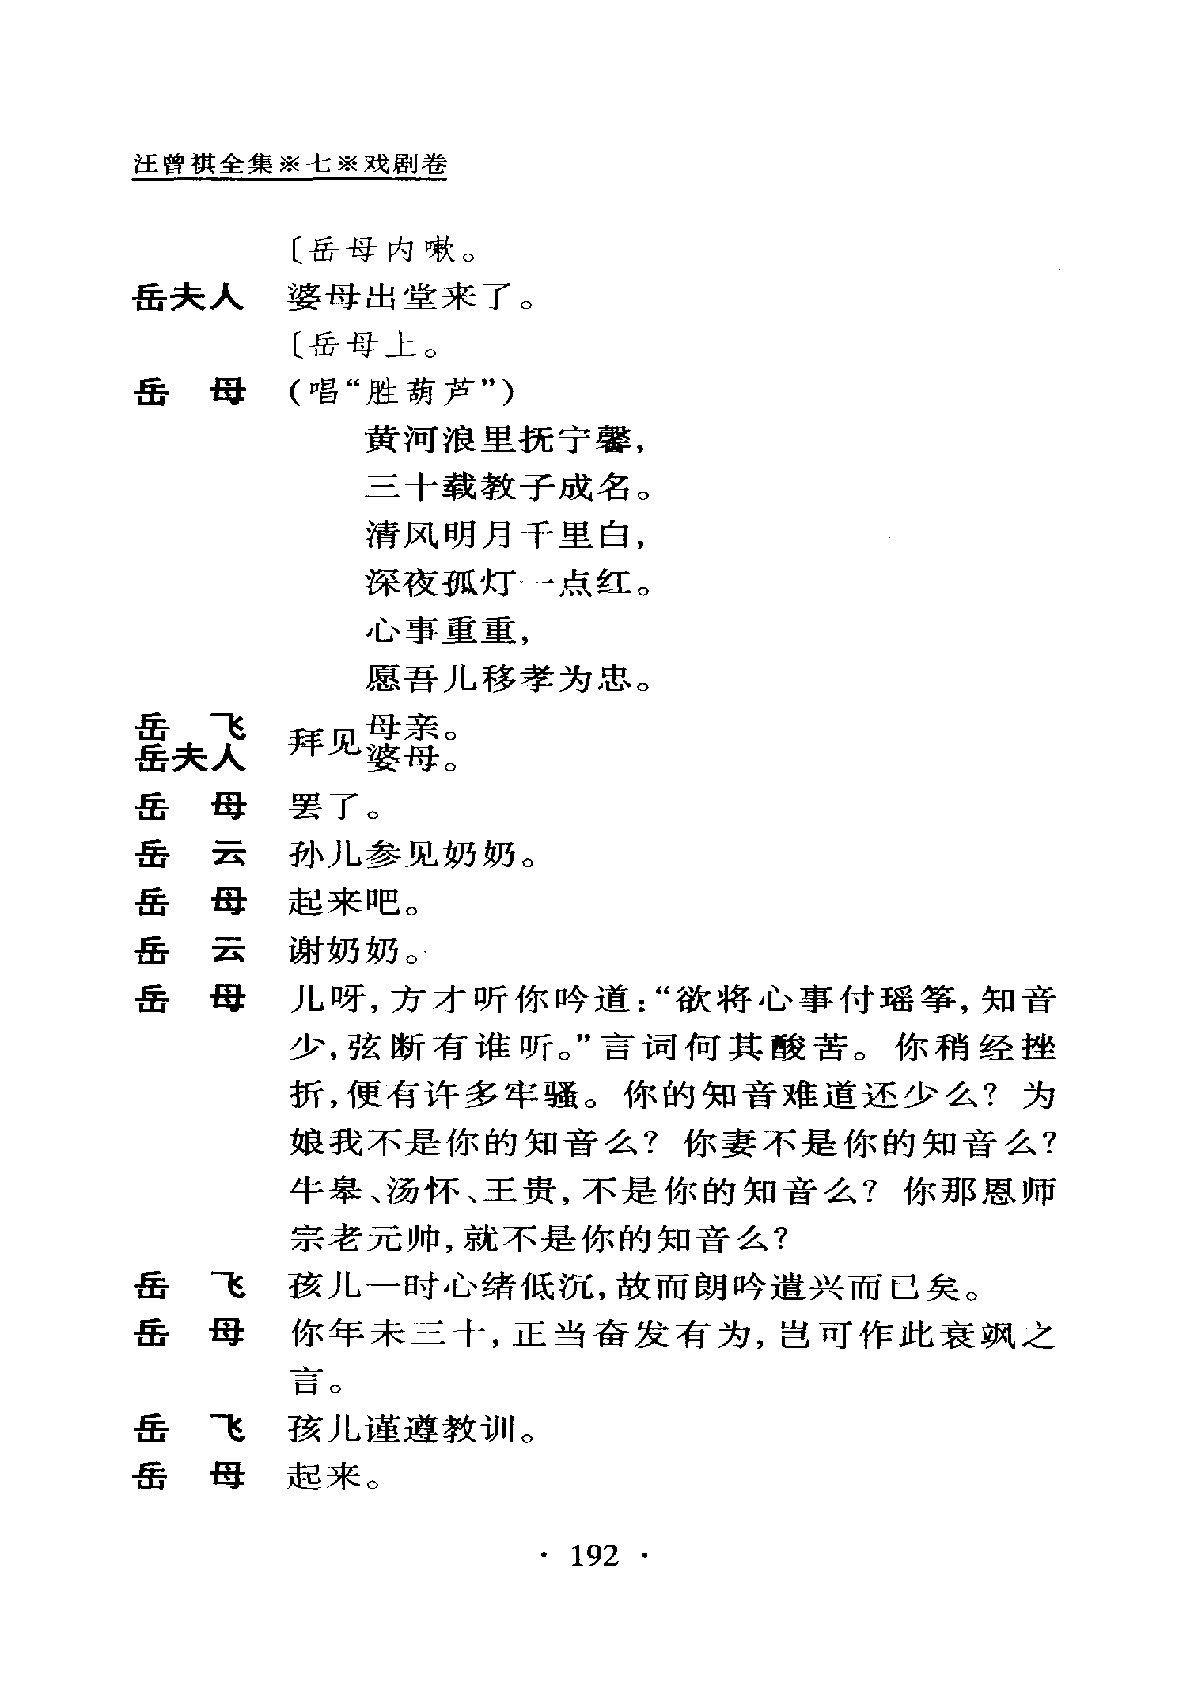 汪曾祺全集※七※戏剧卷
〔岳母内嗽。
岳夫人 婆母出堂来了。
〔岳母上。
岳 母 (唱“胜葫芦”)
黄河浪里抚宁馨,
三十载教子成名。
清风明月千里白,
深夜孤灯一点红。
心事重重,
愿吾儿移孝为忠。
岳 飞
岳夫人 拜见 母亲。
婆母。
岳 母 罢了。
岳 云 孙儿参见奶奶。
岳 母 起来吧。
岳 云 谢奶奶。
岳 母 儿呀,方才听你吟道:“欲将心事付瑶筝,知音
少,弦断有谁听。”言词何其酸苦。你稍经挫
折,便有许多牢骚。你的知音难道还少么?为
娘我不是你的知音么?你妻不是你的知音么?
牛皋、汤怀、王贵,不是你的知音么?你那恩师
宗老元帅,就不是你的知音么?
岳 飞 孩儿一时心绪低沉,故而朗吟遣兴而已矣。
岳 母 你年未三十,正当奋发有为,岂可作此衰飒之
言。
岳 飞 孩儿谨遵教训。
岳 母 起来。
· 192 ·